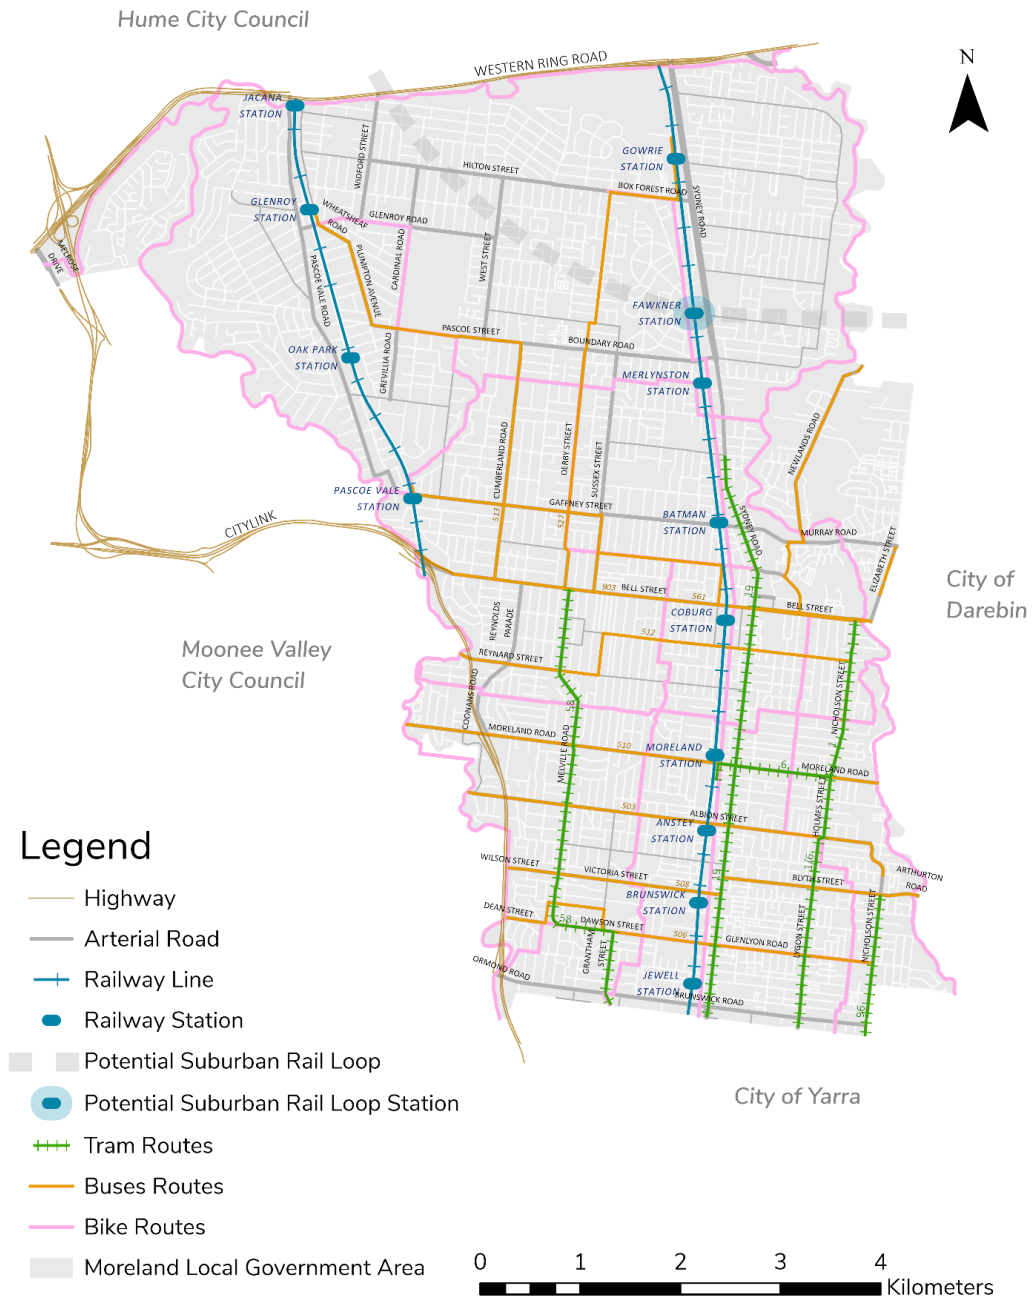 Hume City Council
WESTERN RING ROAD
N
JACANA
STATION
WIDFORD STREET
HILTON STREET
GOWRIE
STATION
BOX FOREST ROAD
SYDNEY ROAD
GLENROY
STATION
WHEATSHEAF
ROAD
GLENROY ROAD
CARDINAL ROAD
WEST STREET
MELROSE
DRIVE
PASCOE VALE ROAD
PLUMPTON AVENUE
FAWKNER
STATION
PASCOE STREET
BOUNDARY ROAD
OAK PARK
STATION
GREVILLIA ROAD
MERLYNSTON
STATION
NEWLANDS ROAD
CUMBERLAND ROAD
DERBY STREET
SUSSEX STREET
PASCOE VALE
STATION
GAFFNEY STREET
513
527
BATMAN
STATION
SYDNEY ROAD
MURRAY ROAD
ELIZABETH STREET
CITYLINK
903
BELL STREET
561
19
BELL STREET
City of
Darebin
REYNOLDS
PARADE
COBURG
STATION
512
Moonee Valley
City Council
REYNARD STREET
NICHOLSON STREET
COONANS ROAD
58
MORELAND ROAD
MELVILLE ROAD
510
MORELAND
STATION
6
MORELAND ROAD
1
503
ALBION STREET
HOLMES STREET
ANSTEY
STATION
Legend
WILSON STREET
VICTORIA STREET
508
1/6
BLYTH STREET
ARTHURTON
ROAD
BRUNSWICK
STATION
Highway
DEAN STREET
58
DAWSON STREET
506
GLENLYON ROAD
LYGON STREET
NICHOLSON STREET
Arterial Road
GRANTHAM
STREET
ORMOND ROAD
JEWELL
STATION
BRUNSWICK ROAD
96
Railway Line
Railway Station
Potential Suburban Rail Loop
Potential Suburban Rail Loop Station
City of Yarra
Tram Routes
Buses Routes
Bike Routes
Moreland Local Government Area
0 1 2 3 4
Kilometers